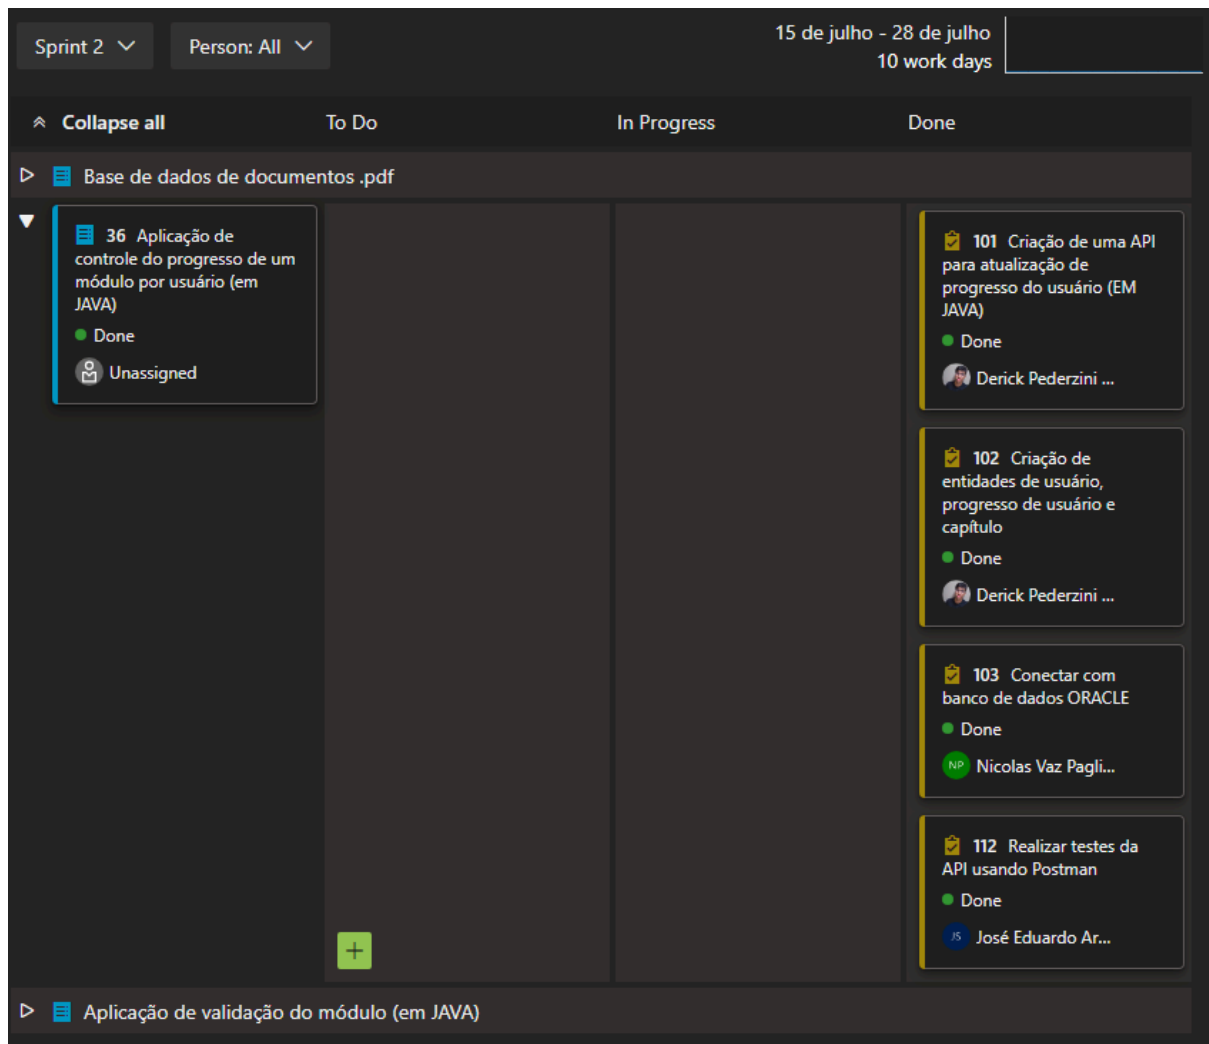 Sprint 2
Person: All
15 de julho - 28 de julho
10 work days
Collapse all
To Do
In Progress
Done
Base de dados de documentos .pdf
36 Aplicação de
controle do progresso de um
módulo por usuário (em
JAVA)
Done
Unassigned
101 Criação de uma API
para atualização de
progresso do usuário (EM
JAVA)
Done
Derick Pederzini ...
102 Criação de
entidades de usuário,
progresso de usuário e
capítulo
Done
Derick Pederzini ...
103 Conectar com
banco de dados ORACLE
Done
NP Nicolas Vaz Pagli...
112 Realizar testes da
API usando Postman
Done
JS José Eduardo Ar...
Aplicação de validação do módulo (em JAVA)